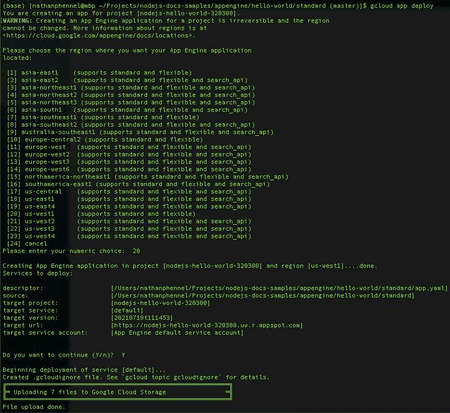 (base) [nathanphennel@mbp ~/Projects/nodejs-docs-samples/appengine/hello-world/standard (master)]$ gcloud app deploy
You are creating an app for project [nodejs-hello-world-320300].
WARNING: Creating an App Engine application for a project is irreversible and the region
cannot be changed. More information about regions is at
<https://cloud.google.com/appengine/docs/locations>.
Please choose the region where you want your App Engine application
located:
[1] asia-east1 (supports standard and flexible)
[2] asia-east2 (supports standard and flexible and search_api)
[3] asia-northeast1 (supports standard and flexible and search_api)
[4] asia-northeast2 (supports standard and flexible and search_api)
[5] asia-northeast3 (supports standard and flexible and search_api)
[6] asia-south1 (supports standard and flexible and search_api)
[7] asia-southeast1 (supports standard and flexible)
[8] asia-southeast2 (supports standard and flexible and search_api)
[9] australia-southeast1 (supports standard and flexible and search_api)
[10] europe-central2 (supports standard and flexible)
[11] europe-west (supports standard and flexible and search_api)
[12] europe-west2 (supports standard and flexible and search_api)
[13] europe-west3 (supports standard and flexible and search_api)
[14] europe-west6 (supports standard and flexible and search_api)
[15] northamerica-northeast1 (supports standard and flexible and search_api)
[16] southamerica-east1 (supports standard and flexible and search_api)
[17] us-central (supports standard and flexible and search_api)
[18] us-east1 (supports standard and flexible and search_api)
[19] us-east4 (supports standard and flexible and search_api)
[20] us-west1 (supports standard and flexible)
[21] us-west2 (supports standard and flexible and search_api)
[22] us-west3 (supports standard and flexible and search_api)
[23] us-west4 (supports standard and flexible and search_api)
[24] cancel
Please enter your numeric choice: 20
Creating App Engine application in project [nodejs-hello-world-320300] and region [us-west1]....done.
Services to deploy:
descriptor: [/Users/nathanphennel/Projects/nodejs-docs-samples/appengine/hello-world/standard/app.yaml]
source: [/Users/nathanphennel/Projects/nodejs-docs-samples/appengine/hello-world/standard]
target project: [nodejs-hello-world-320300]
target service: [default]
target version: [20210719t111453]
target url: [https://nodejs-hello-world-320300.uw.r.appspot.com]
target service account: [App Engine default service account]
Do you want to continue (Y/n)? Y
Beginning deployment of service [default]...
Created .gcloudignore file. See `gcloud topic gcloudignore` for details.
Uploading 7 files to Google Cloud Storage
File upload done.